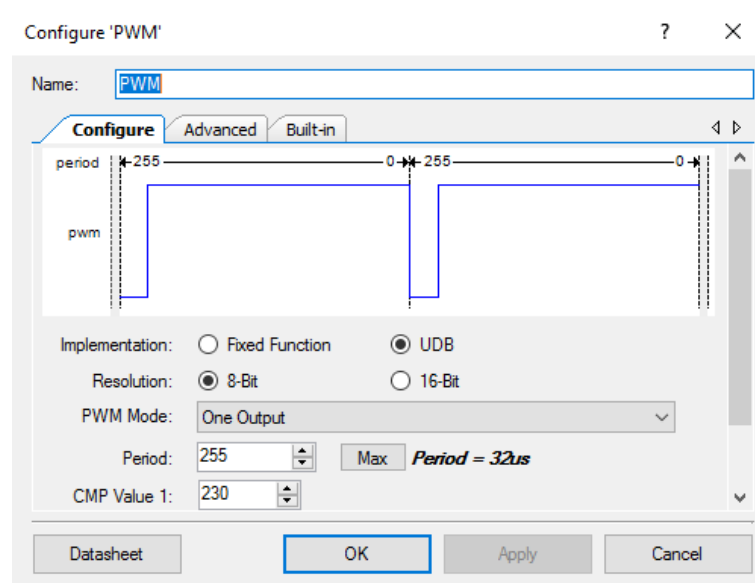 Configure 'PWM'
Name: PWM
Configure Advanced Built-in
period 255 0 255 0
pwm
Implementation: Fixed Function UDB
Resolution: 8-Bit 16-Bit
PWM Mode: One Output
Period: 255 Max Period = 32us
CMP Value 1: 230
Datasheet OK Apply Cancel